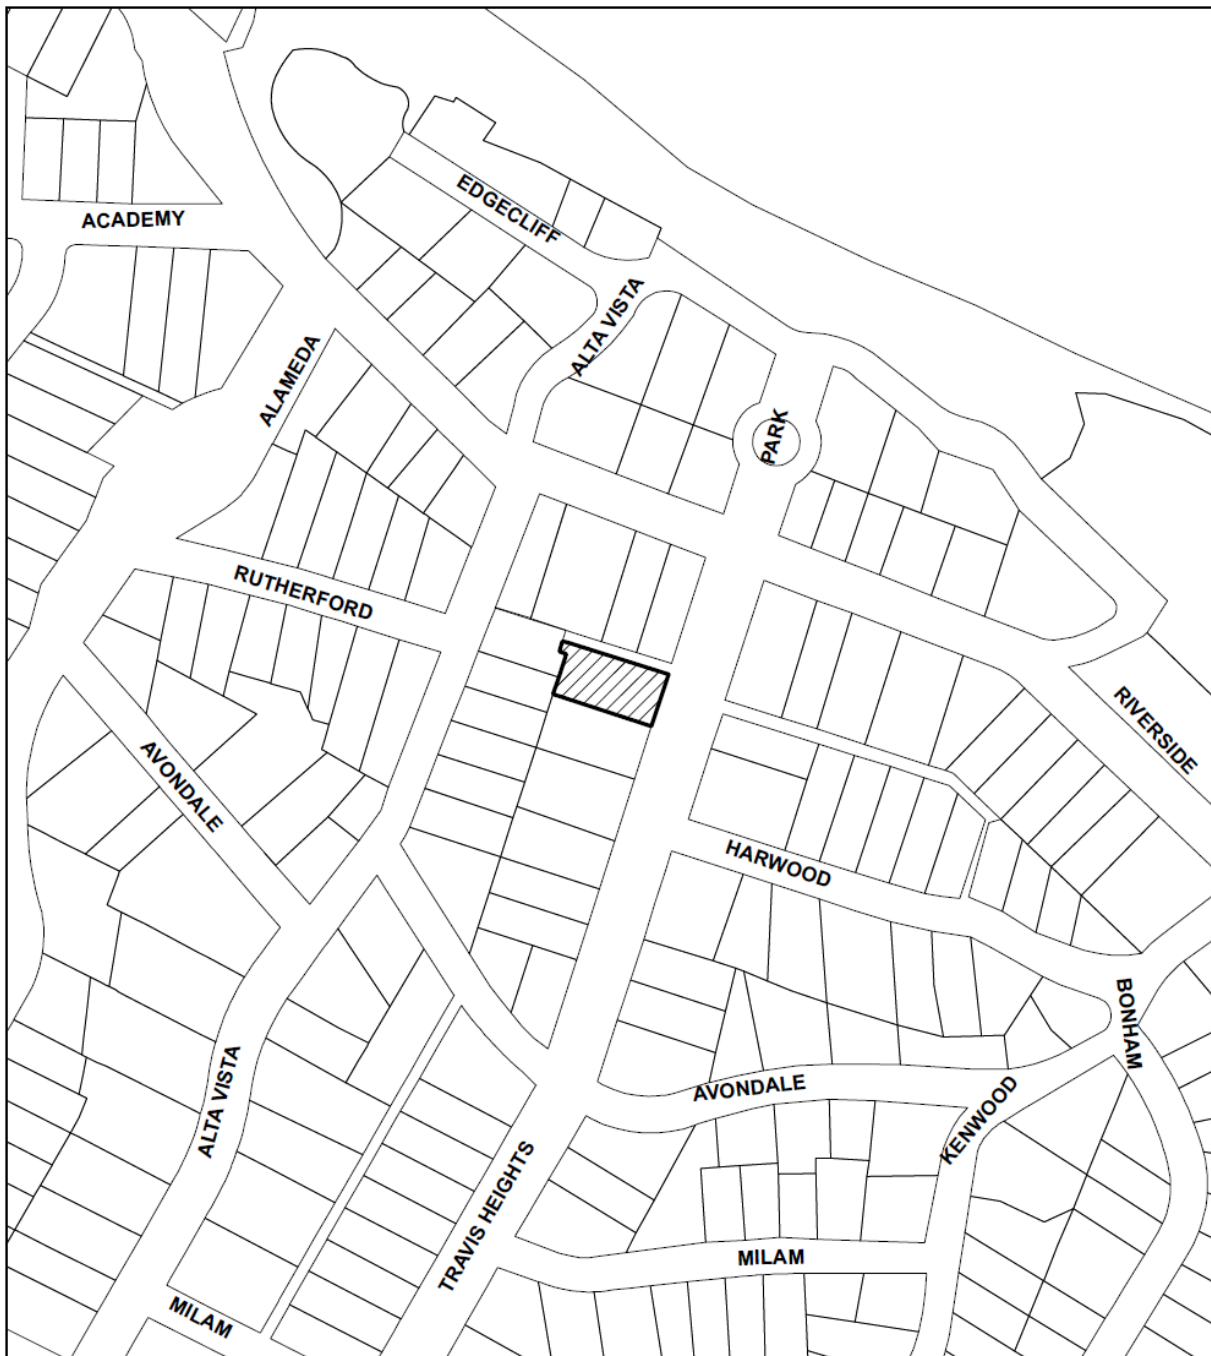 EDGECLIFF
ACADEMY
ALTA VISTA
ALAMEDA
PARK
RUTHERFORD
RIVERSIDE
AVONDALE
HARWOOD
BONHAM
AVONDALE
KENWOOD
ALTA VISTA
TRAVIS HEIGHTS
MILAM
MILAM